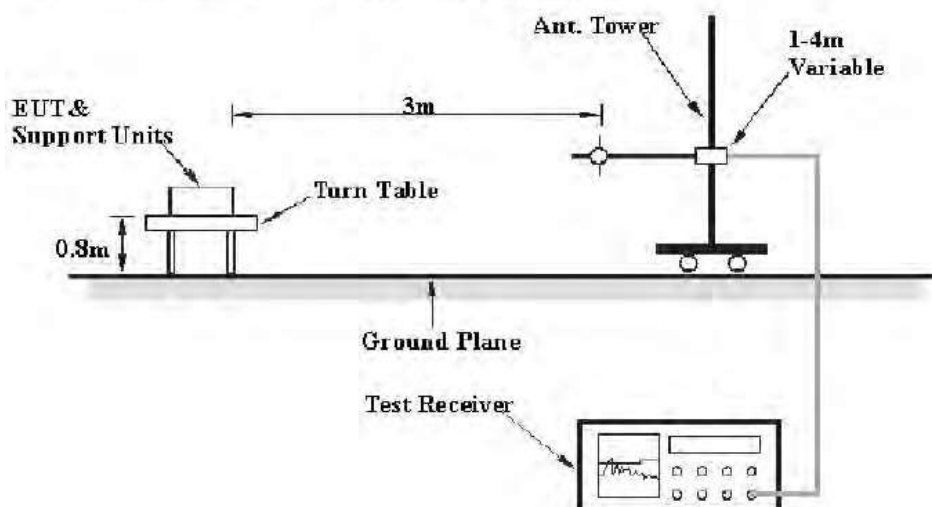 Ant. Tower
1-4m
Variable
EUT &
Support Units
3m
Turn Table
0.8m
Ground Plane
Test Receiver